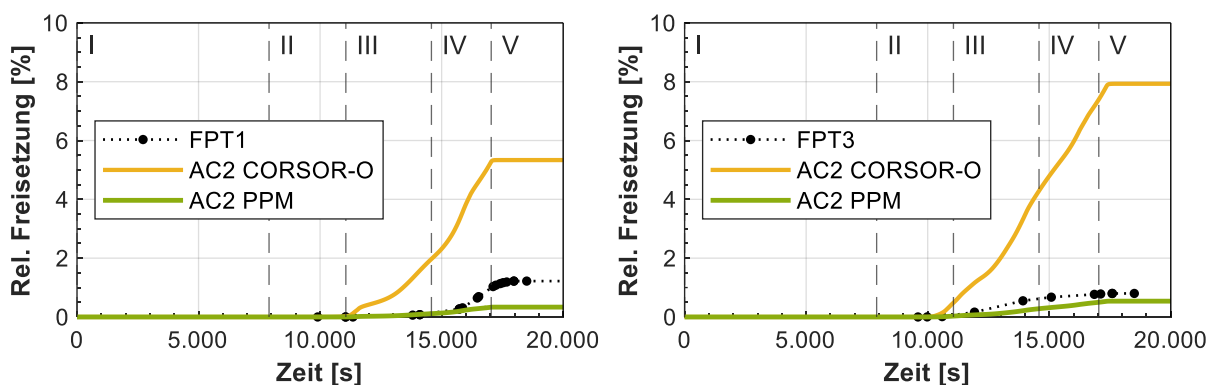 10
8
6
4
2
0
Rel. Freisetzung [%]
I
II
III
IV
V
FPT1
AC2 CORSOR-O
AC2 PPM
0
5.000
10.000
15.000
20.000
Zeit [s]
10
8
6
4
2
0
Rel. Freisetzung [%]
I
II
III
IV
V
FPT3
AC2 CORSOR-O
AC2 PPM
0
5.000
10.000
15.000
20.000
Zeit [s]